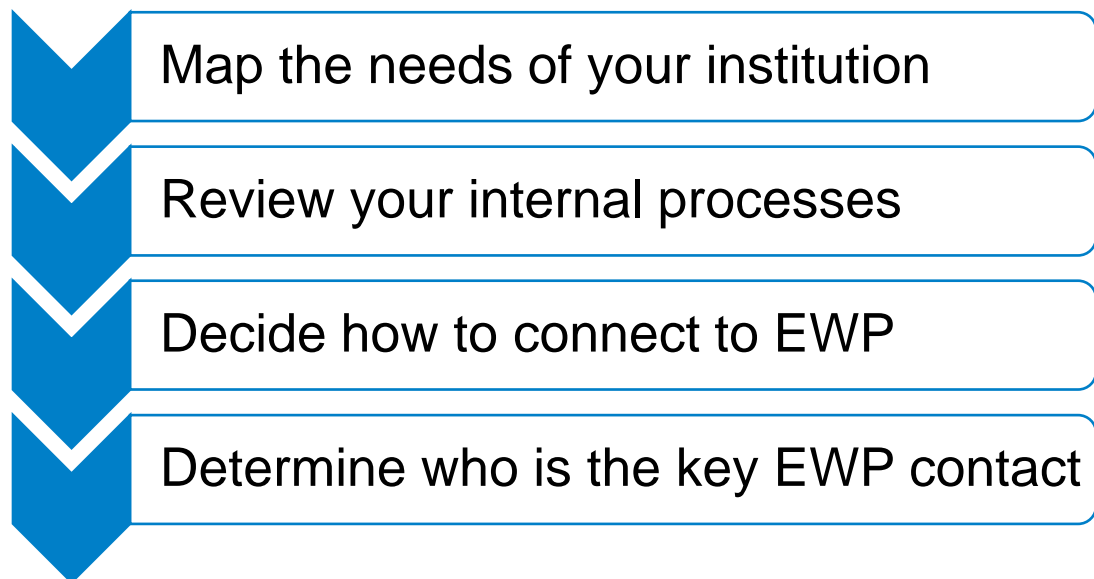 Map the needs of your institution
Review your internal processes
Decide how to connect to EWP
Determine who is the key EWP contact